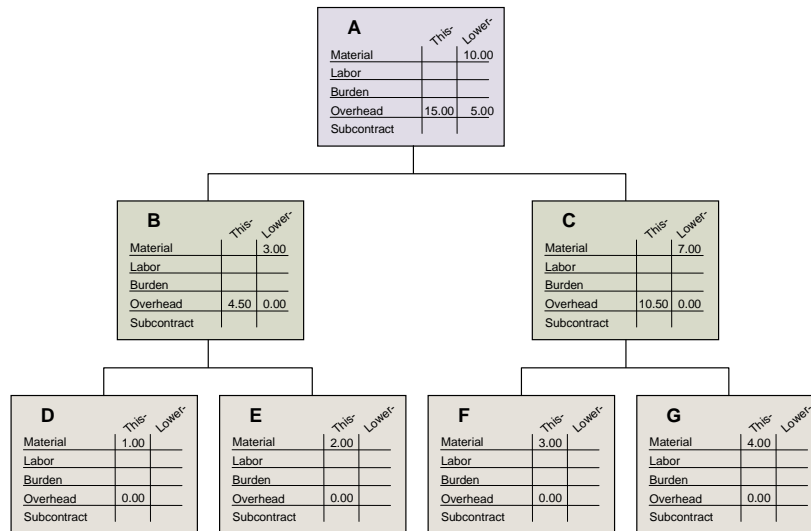 A This- Lower-
Material 10.00
Labor
Burden
Overhead 15.00 5.00
Subcontract
B This- Lower-
Material 3.00
Labor
Burden
Overhead 4.50 0.00
Subcontract
C This- Lower-
Material 7.00
Labor
Burden
Overhead 10.50 0.00
Subcontract
D This- Lower-
Material 1.00
Labor
Burden
Overhead 0.00
Subcontract
E This- Lower-
Material 2.00
Labor
Burden
Overhead 0.00
Subcontract
F This- Lower-
Material 3.00
Labor
Burden
Overhead 0.00
Subcontract
G This- Lower-
Material 4.00
Labor
Burden
Overhead 0.00
Subcontract